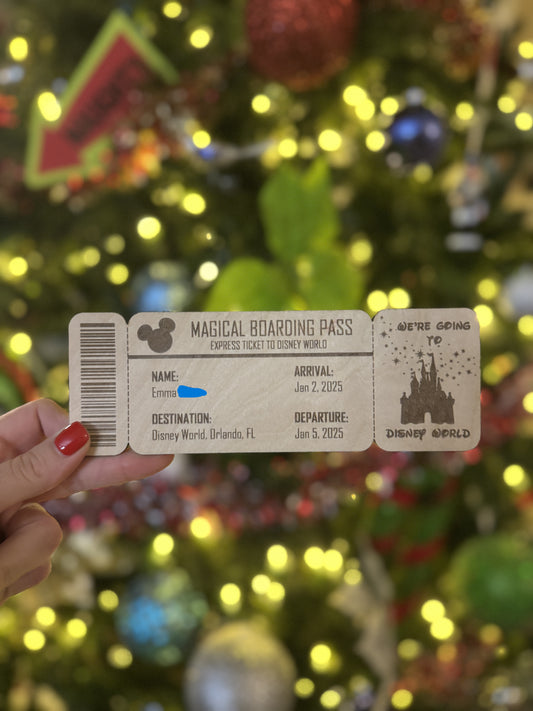 MAGICAL BOARDING PASS
EXPRESS TICKET TO DISNEY WORLD
NAME:
Emma
ARRIVAL:
Jan 2, 2025
DESTINATION:
Disney World, Orlando, FL
DEPARTURE:
Jan 5, 2025
WE'RE GOING
TO
DISNEY WORLD